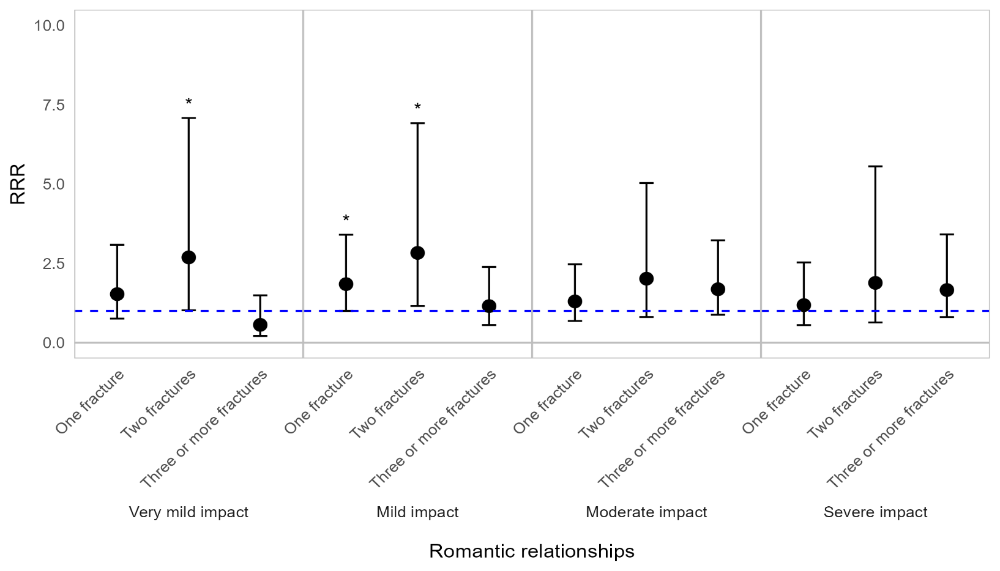 10.0
7.5
5.0
2.5
0.0
RRR
*
*
*
One fracture
Two fractures
Three or more fractures
One fracture
Two fractures
Three or more fractures
One fracture
Two fractures
Three or more fractures
One fracture
Two fractures
Three or more fractures
Very mild impact
Mild impact
Moderate impact
Severe impact
Romantic relationships